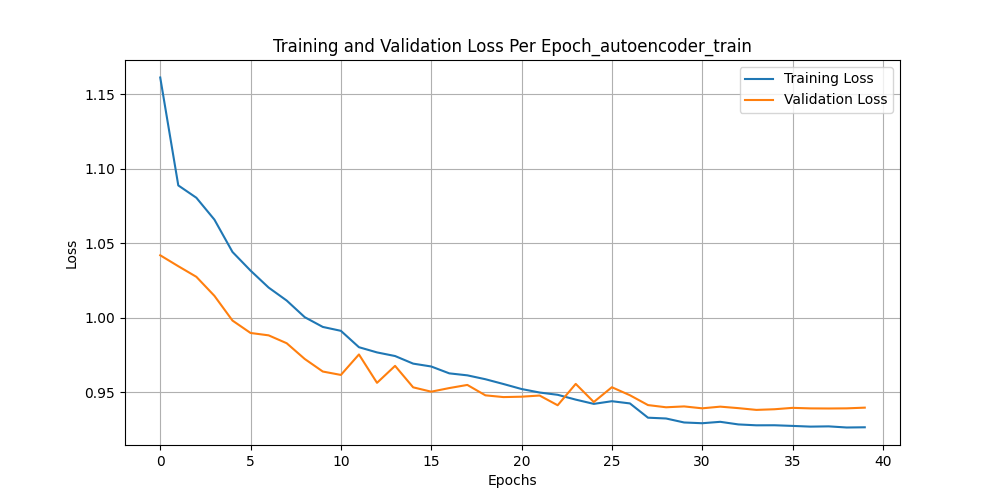 Training and Validation Loss Per Epoch_autoencoder_train
Training Loss
Validation Loss
Loss
1.15
1.10
1.05
1.00
0.95
0 5 10 15 20 25 30 35 40
Epochs